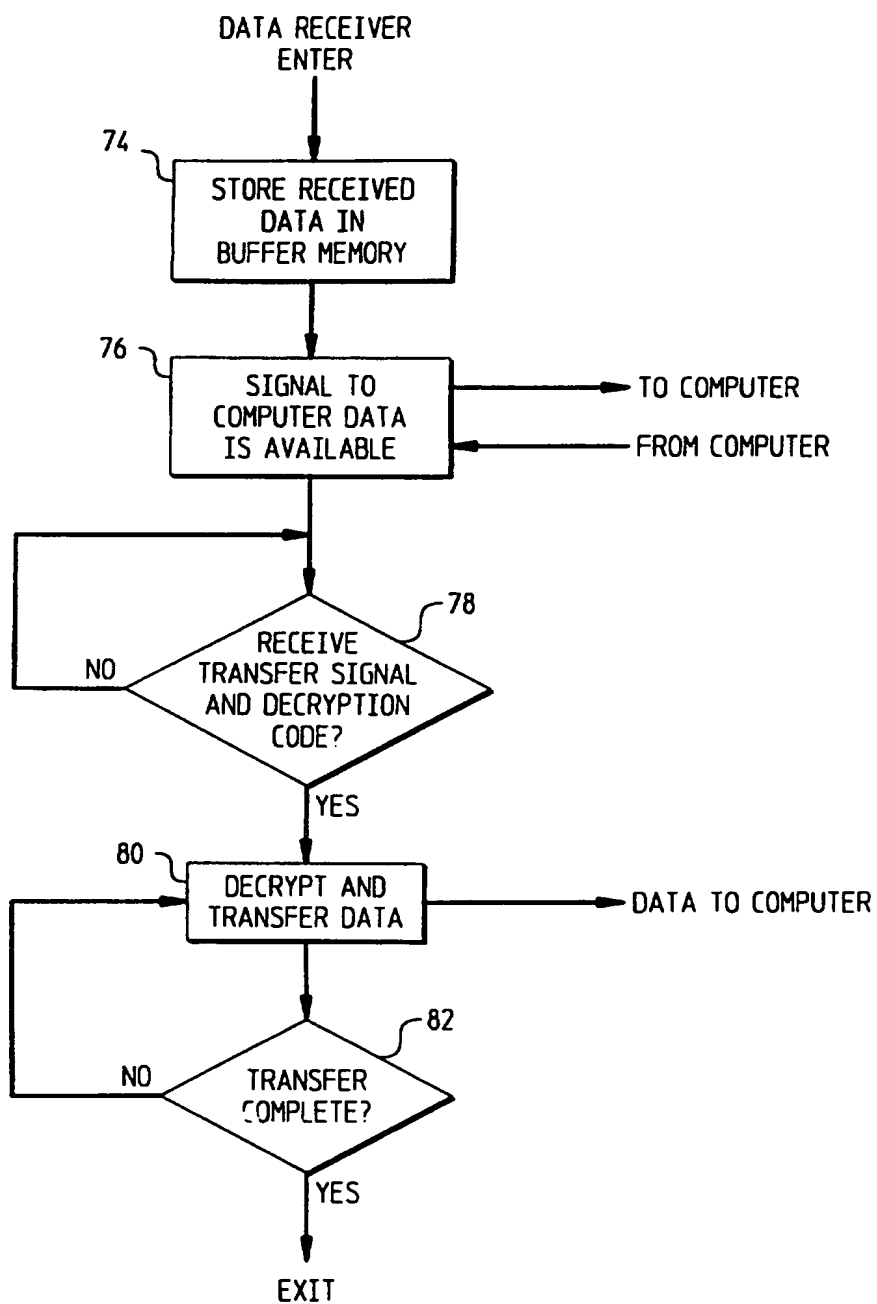 DATA RECEIVER
ENTER
74
STORE RECEIVED
DATA IN
BUFFER MEMORY
76
SIGNAL TO
COMPUTER DATA
IS AVAILABLE
TO COMPUTER
FROM COMPUTER
78
RECEIVE
TRANSFER SIGNAL
AND DECRYPTION
CODE?
NO
YES
80
DECRYPT AND
TRANSFER DATA
DATA TO COMPUTER
82
TRANSFER
COMPLETE?
NO
YES
EXIT